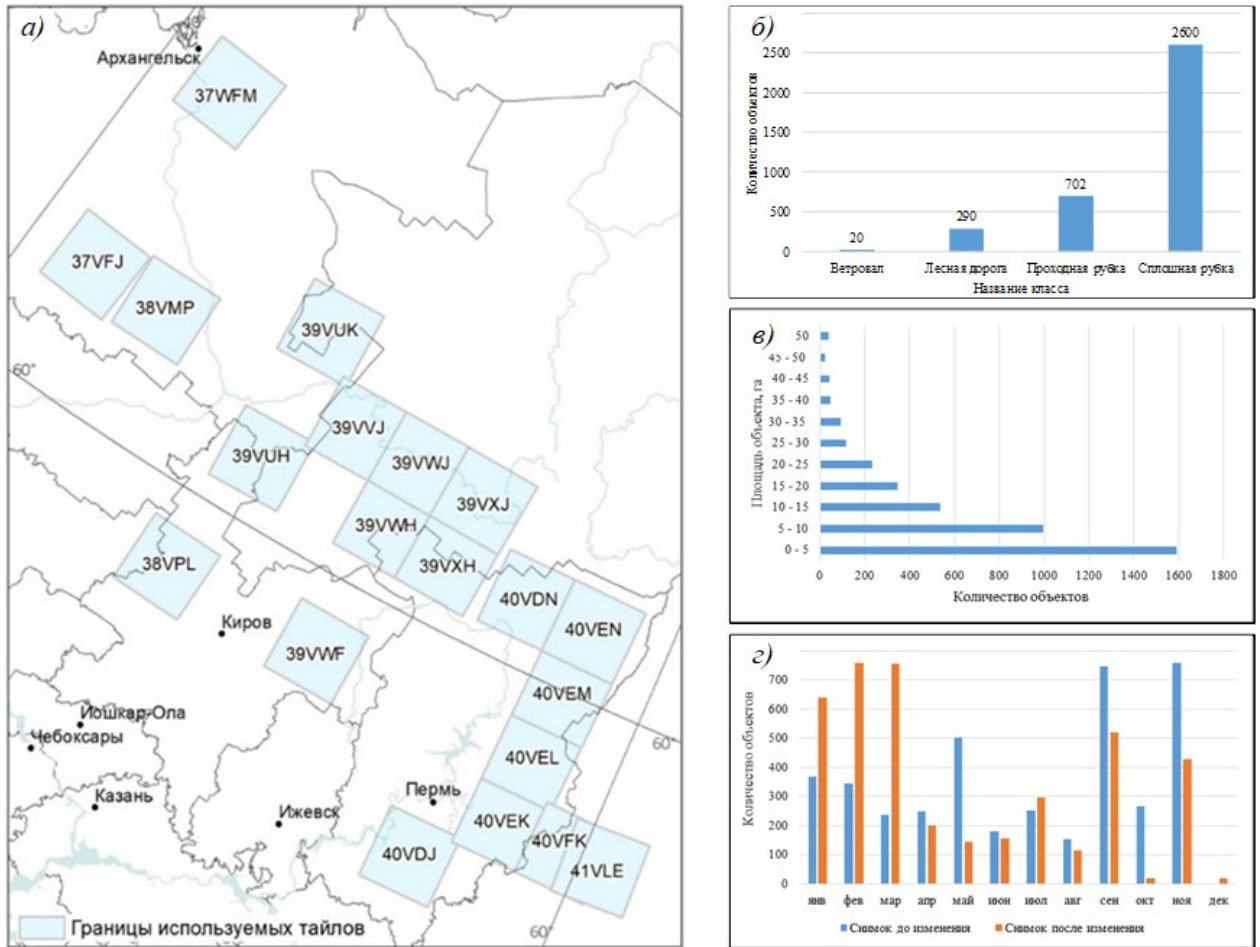 а)
Архангельск
40°
37WFM
37VFJ
38VMP
39VUK
60°
39VVJ
39VUH
39VWJ
39VXJ
39VWH
39VXH
38VPL
40VDN
40VEN
Киров
39VWF
40VEM
Йошкар-Ола
Чебоксары
60°
40VEL
Казань
Пермь
Ижевск
40VEK
40VFK
40VDJ
41VLE
Границы используемых тайлов
60°
б)
Количество объектов
2500
2000
1500
1000
500
0
20
290
702
2600
Ветровал Лесная дорога Проходная рубка Сплошная рубка
Название класса
в)
Площадь объекта, га
50
45 - 50
40 - 45
35 - 40
30 - 35
25 - 30
20 - 25
15 - 20
10 - 15
5 - 10
0 - 5
0 200 400 600 800 1000 1200 1400 1600 1800
Количество объектов
г)
Количество объектов
700
600
500
400
300
200
100
0
янв фев мар апр май июн июл авг сен окт ноя дек
Снимок до изменения Снимок после изменения